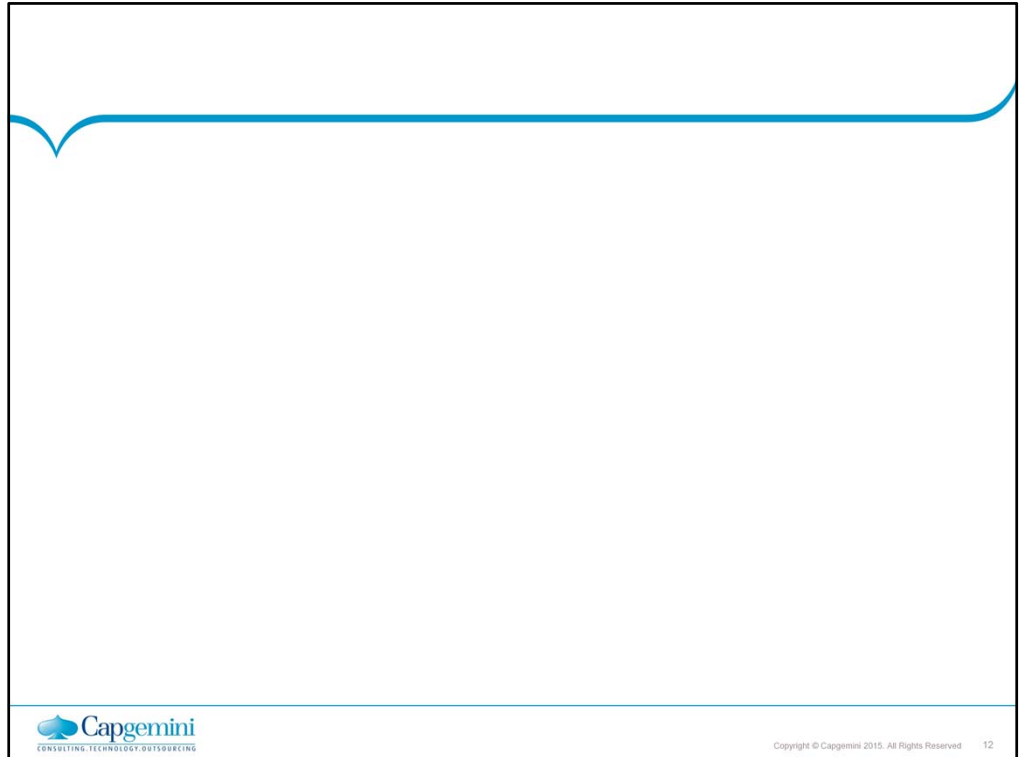 Capgemini
CONSULTING.TECHNOLOGY.OUTSOURCING
Copyright © Capgemini 2015. All Rights Reserved 12